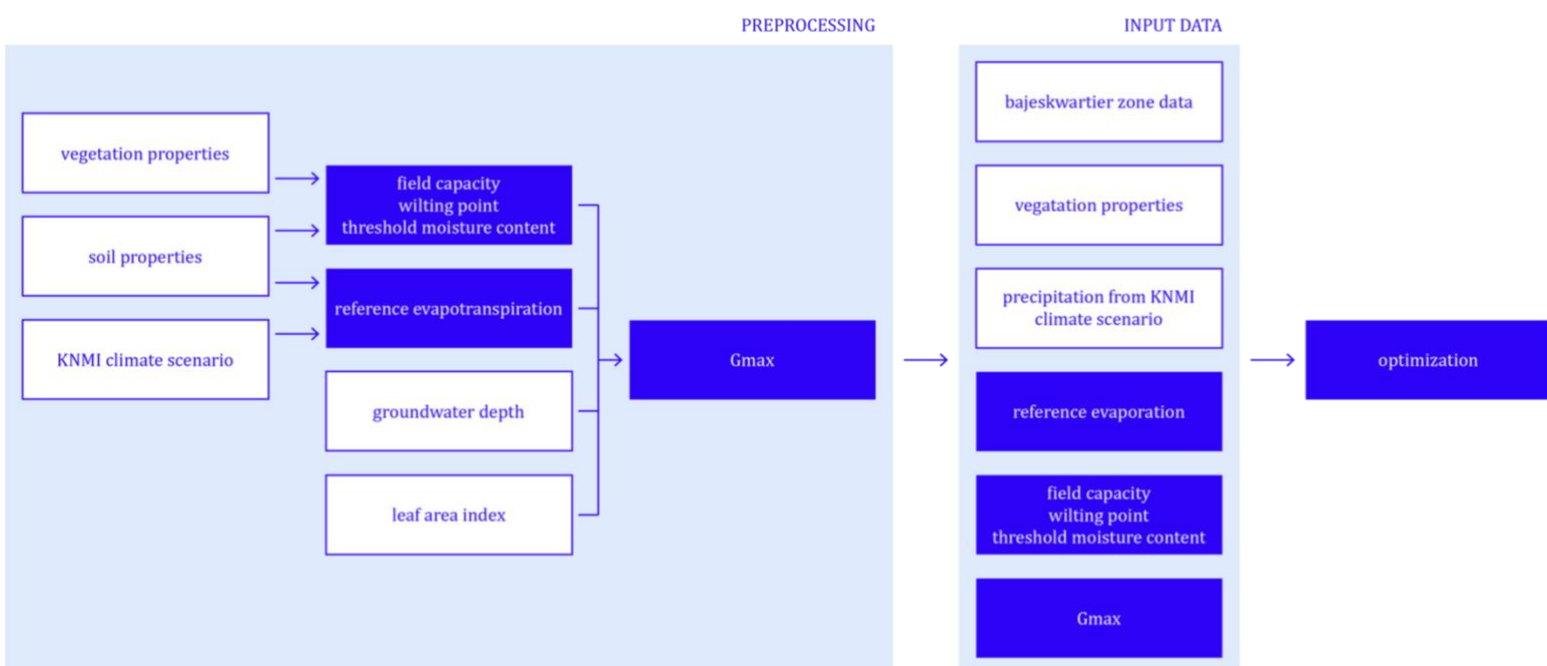 PREPROCESSING
vegetation properties
soil properties
KNMI climate scenario
field capacity
wilting point
threshold moisture content
reference evapotranspiration
groundwater depth
leaf area index
Gmax
INPUT DATA
bajeskwartier zone data
vegatation properties
precipitation from KNMI
climate scenario
reference evaporation
field capacity
wilting point
threshold moisture content
Gmax
optimization